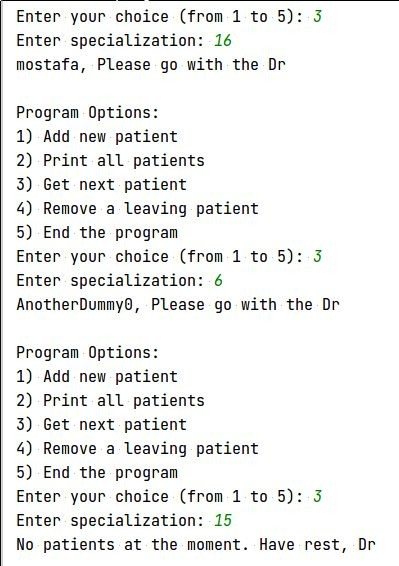 Enter your choice (from 1 to 5): 3
Enter specialization: 16
mostafa, Please go with the Dr
Program Options:
1) Add new patient
2) Print all patients
3) Get next patient
4) Remove a leaving patient
5) End the program
Enter your choice (from 1 to 5): 3
Enter specialization: 6
AnotherDummy0, Please go with the Dr
Program Options:
1) Add new patient
2) Print all patients
3) Get next patient
4) Remove a leaving patient
5) End the program
Enter your choice (from 1 to 5): 3
Enter specialization: 15
No patients at the moment. Have rest, Dr